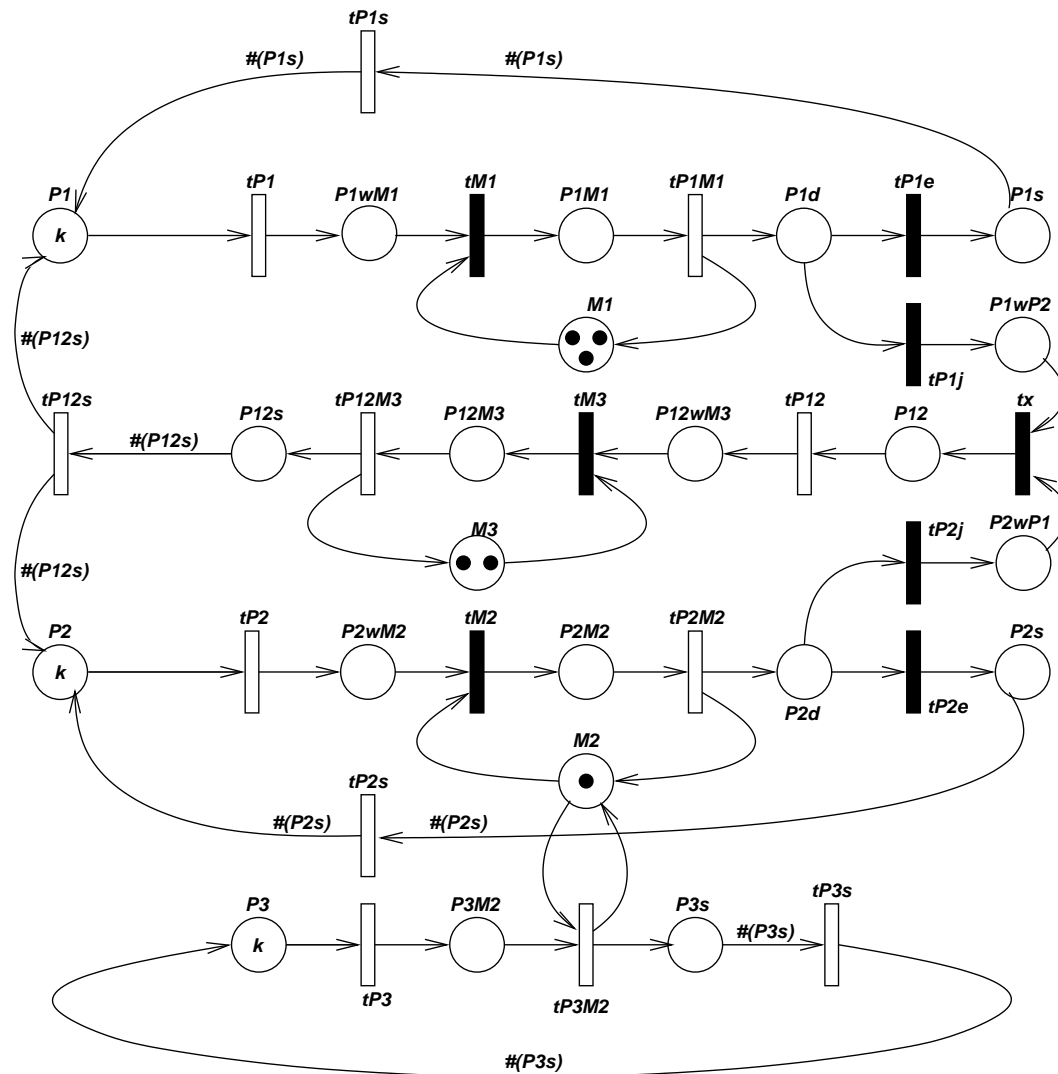 tP1s
#(P1s) #(P1s)
P1 tP1 P1wM1 tM1 P1M1 tP1M1 P1d tP1e P1s
k
M1 P1wP2
#(P12s)
tP1j
tP12s P12s tP12M3 P12M3 tM3 P12wM3 tP12 P12 tx
#(P12s)
M3 tP2j P2wP1
#(P12s)
P2 tP2 P2wM2 tM2 P2M2 tP2M2 P2s
k
P2d tP2e
M2
tP2s
#(P2s) #(P2s)
P3 P3M2 P3s tP3s
#(P3s)
k
tP3 tP3M2
#(P3s)